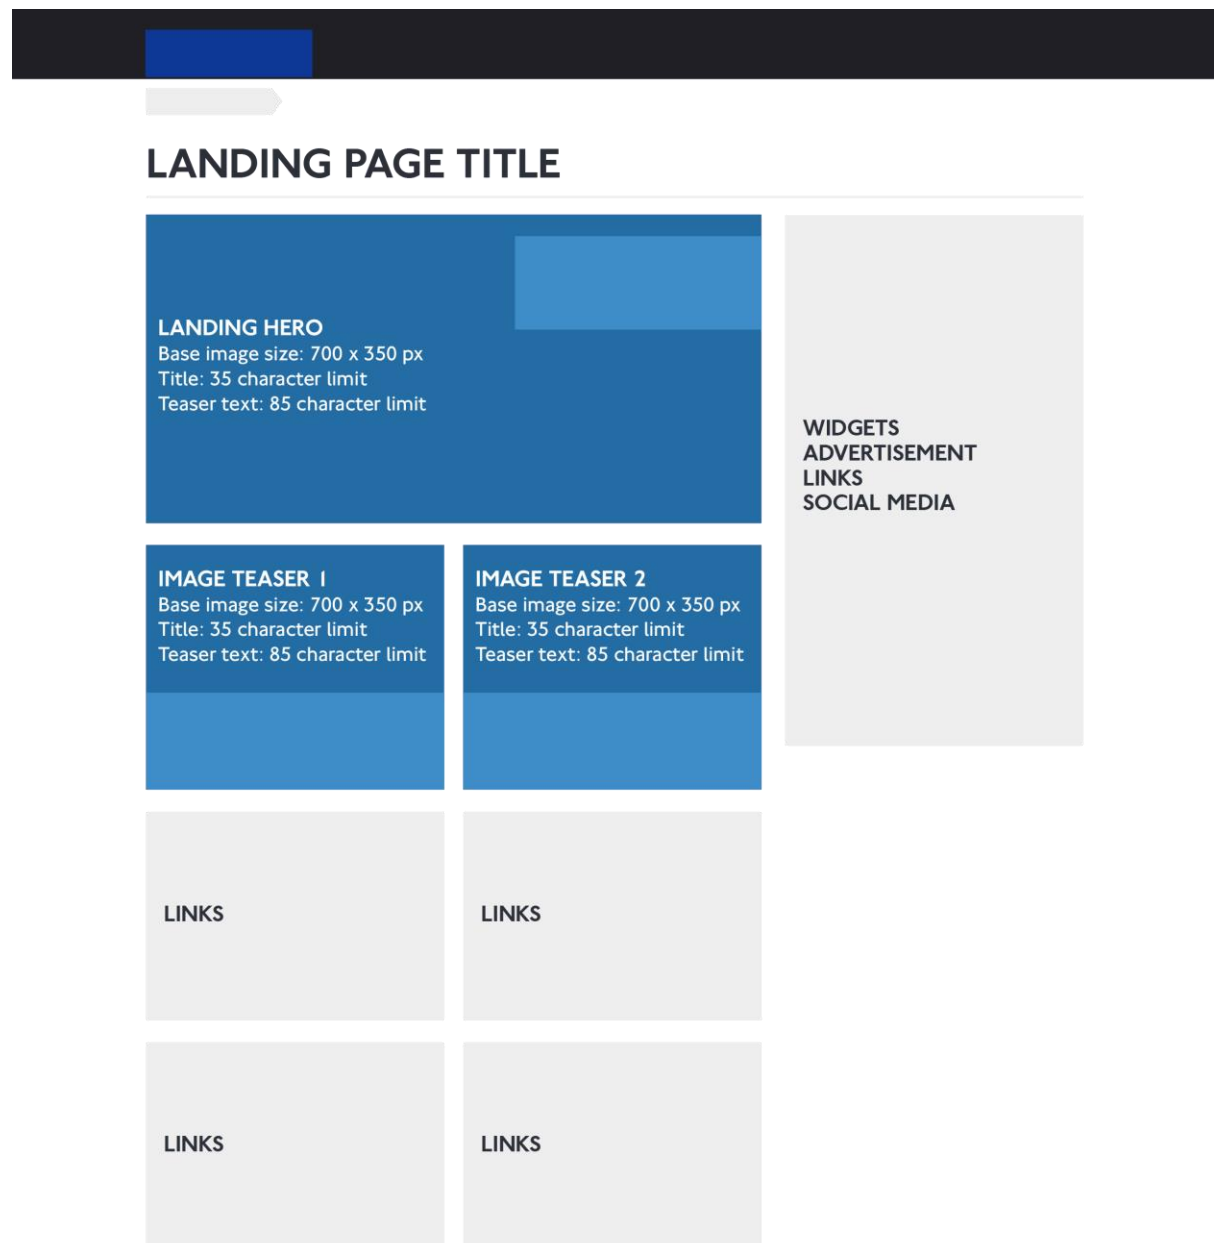 LANDING PAGE TITLE
LANDING HERO
Base image size: 700 x 350 px
Title: 35 character limit
Teaser text: 85 character limit
WIDGETS
ADVERTISEMENT
LINKS
SOCIAL MEDIA
IMAGE TEASER 1
Base image size: 700 x 350 px
Title: 35 character limit
Teaser text: 85 character limit
IMAGE TEASER 2
Base image size: 700 x 350 px
Title: 35 character limit
Teaser text: 85 character limit
LINKS
LINKS
LINKS
LINKS